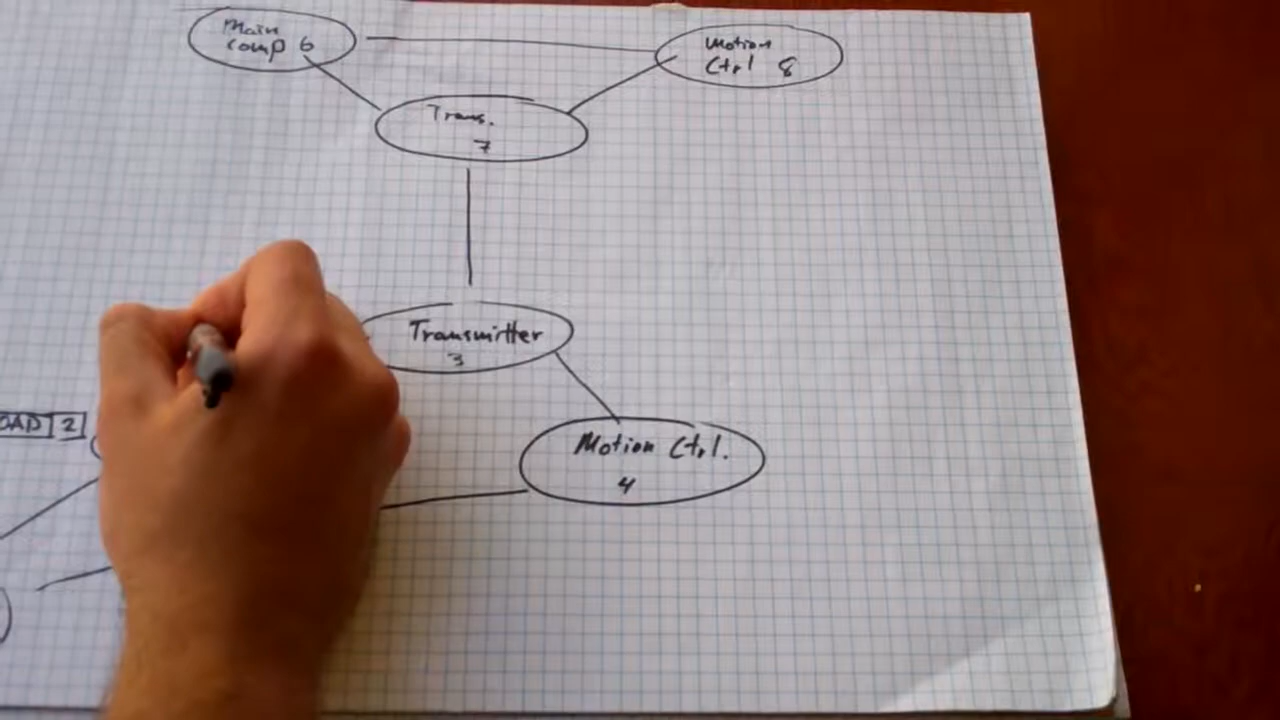 Main
Comp 6
Motion
Ctrl 8
Trans.
7
Transmitter
3
OAD 2
Motion Ctrl.
4